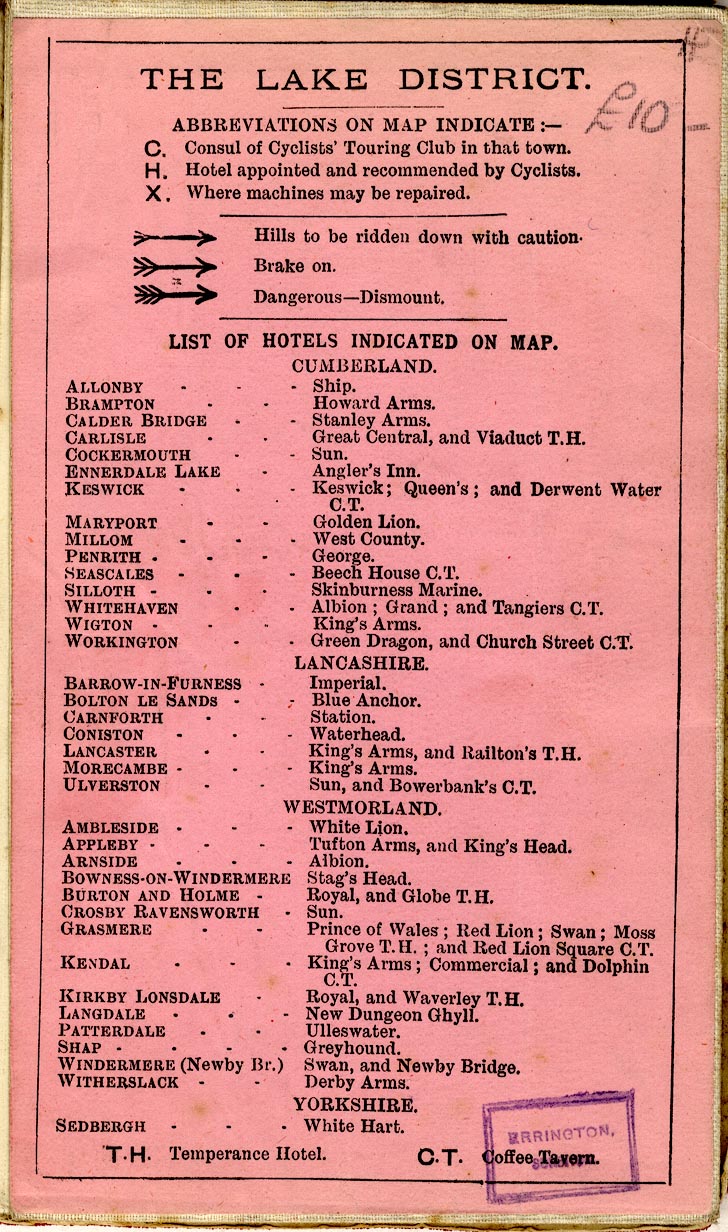 THE LAKE DISTRICT.
£10-
ABBREVIATIONS ON MAP INDICATE :—
C. Consul of Cyclists' Touring Club in that town.
H. Hotel appointed and recommended by Cyclists.
X. Where machines may be repaired.
Hills to be ridden down with caution.
Brake on.
Dangerous—Dismount.
LIST OF HOTELS INDICATED ON MAP.
CUMBERLAND.
ALLONBY - - - Ship.
BRAMPTON - - Howard Arms.
CALDER BRIDGE - - Stanley Arms.
CARLISLE - - Great Central, and Viaduct T.H.
COCKERMOUTH - - Sun.
ENNERDALE LAKE - Angler's Inn.
KESWICK - - - Keswick; Queen's; and Derwent Water
C.T.
MARYPORT - - Golden Lion.
MILLOM - - - West County.
PENRITH - - - George.
SEASCALES - - - Beech House C.T.
SILLOTH - - - Skinburness Marine.
WHITEHAVEN - - Albion; Grand; and Tangiers C.T.
WIGTON - - - King's Arms.
WORKINGTON - - Green Dragon, and Church Street C.T.
LANCASHIRE.
BARROW-IN-FURNESS - Imperial.
BOLTON LE SANDS - - Blue Anchor.
CARNFORTH - - Station.
CONISTON - - - Waterhead.
LANCASTER - - King's Arms, and Railton's T.H.
MORECAMBE - - - King's Arms.
ULVERSTON - - Sun, and Bowerbank's C.T.
WESTMORLAND.
AMBLESIDE - - - White Lion.
APPLEBY - - - Tufton Arms, and King's Head.
ARNSIDE - - - Albion.
BOWNESS-ON-WINDERMERE Stag's Head.
BURTON AND HOLME - Royal, and Globe T.H.
CROSBY RAVENSWORTH - Sun.
GRASMERE - - Prince of Wales; Red Lion; Swan; Moss
Grove T.H.; and Red Lion Square C.T.
KENDAL - - - King's Arms; Commercial; and Dolphin
C.T.
KIRKBY LONSDALE - Royal, and Waverley T.H.
LANGDALE - - - New Dungeon Ghyll.
PATTERDALE - - Ulleswater.
SHAP - - - - Greyhound.
WINDERMERE (Newby Br.) Swan, and Newby Bridge.
WITHERSLACK - - Derby Arms.
YORKSHIRE.
SEDBERGH - - - White Hart.
T.H. Temperance Hotel. C.T. Coffee Tavern.
ERRINGTON,